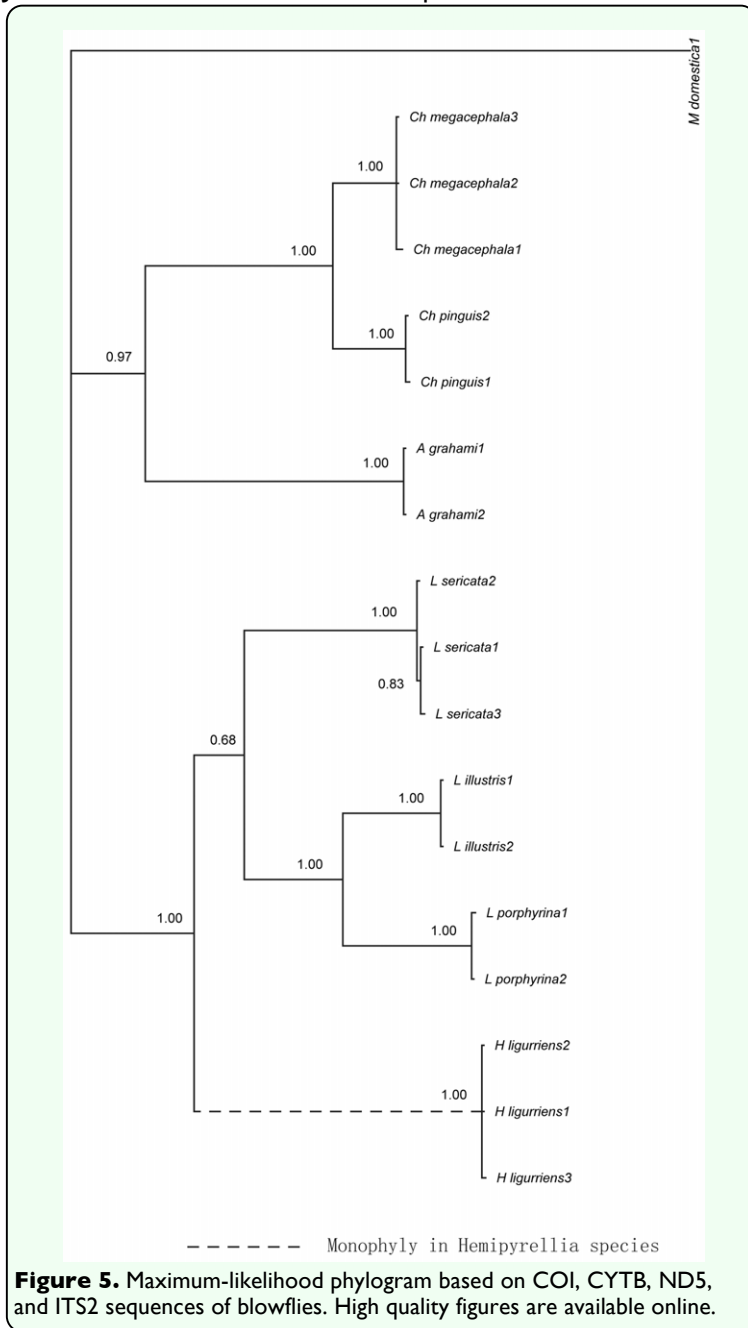 M domestica1
Ch megacephala3
1.00
Ch megacephala2
1.00
Ch megacephala1
Ch pinguis2
1.00
0.97
Ch pinguis1
A grahami1
1.00
A grahami2
L sericata2
1.00
L sericata1
0.83
L sericata3
0.68
L illustris1
1.00
L illustris2
1.00
L porphyrina1
1.00
1.00
L porphyrina2
H ligurriens2
1.00
H ligurriens1
H ligurriens3
Monophyly in Hemipyrellia species
Figure 5. Maximum-likelihood phylogram based on COI, CYTB, ND5,
and ITS2 sequences of blowflies. High quality figures are available online.